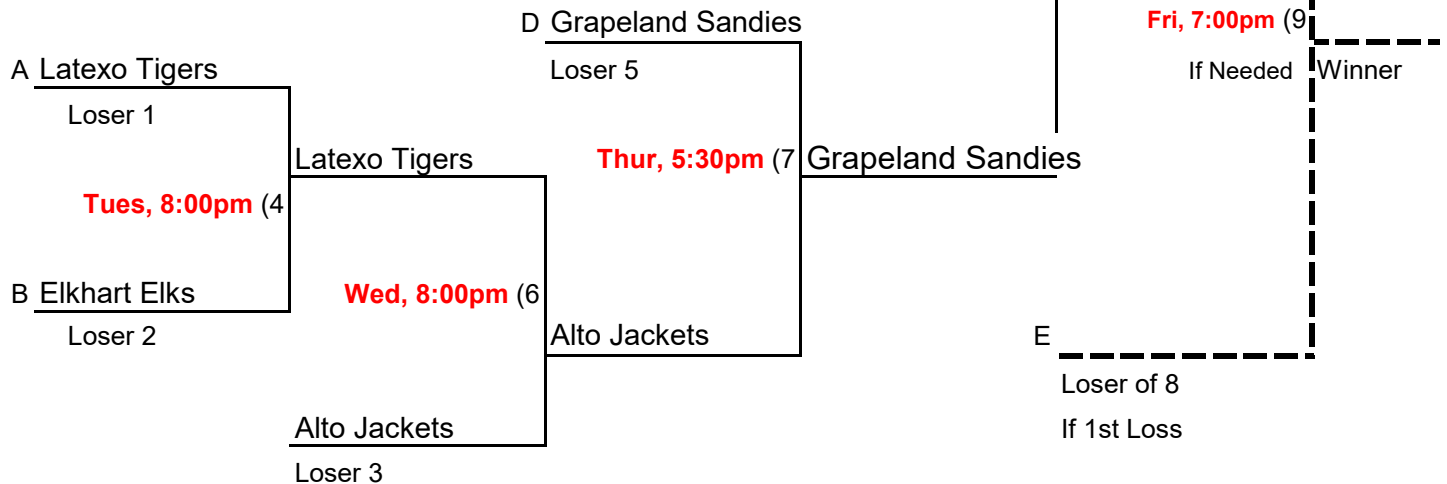 D Grapeland Sandies
Fri, 7:00pm (9
A Latexo Tigers
Loser 5
If Needed
Winner
Loser 1
Latexo Tigers
Thur, 5:30pm (7
Grapeland Sandies
Tues, 8:00pm (4
B Elkhart Elks
Wed, 8:00pm (6
Loser 2
Alto Jackets
E
Loser of 8
Alto Jackets
If 1st Loss
Loser 3